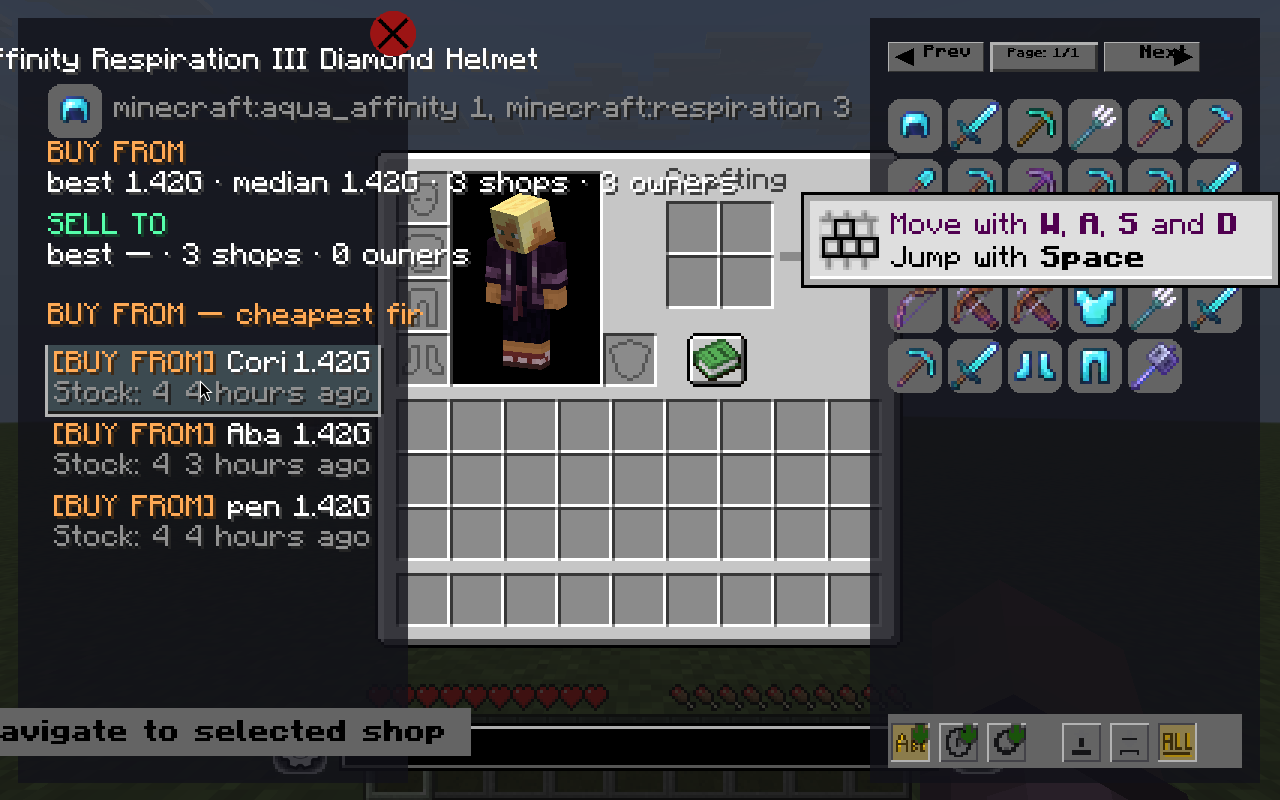 ffinity Respiration III Diamond Helmet
minecraft:aqua_affinity 1, minecraft:respiration 3
BUY FROM
best 1.42G · median 1.42G · 3 shops · 3 owners
SELL TO
best — · 3 shops · 0 owners
BUY FROM — cheapest fir
[BUY FROM] Cori 1.42G
Stock: 4 4 hours ago
[BUY FROM] Aba 1.42G
Stock: 4 3 hours ago
[BUY FROM] pen 1.42G
Stock: 4 4 hours ago
avigate to selected shop
Crafting
Prev
Page: 1/1
Next
Move with W, A, S and D
Jump with Space
ALL